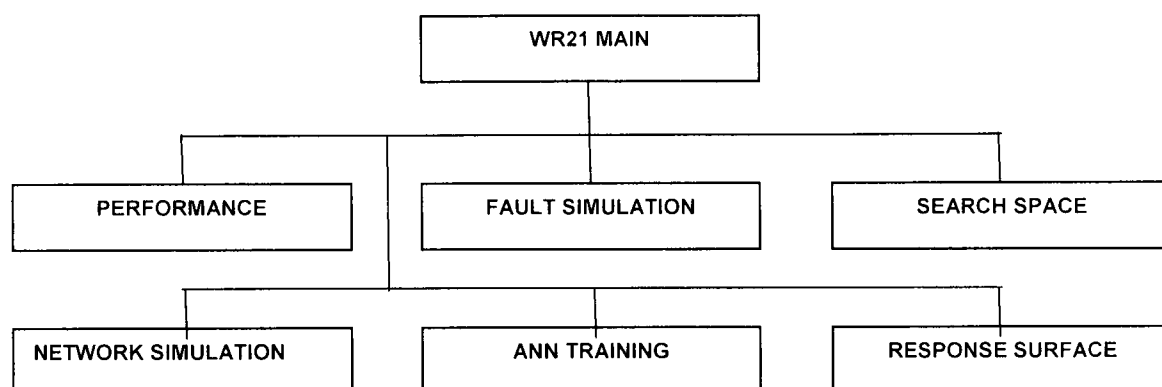 WR21 MAIN
PERFORMANCE
FAULT SIMULATION
SEARCH SPACE
NETWORK SIMULATION
ANN TRAINING
RESPONSE SURFACE